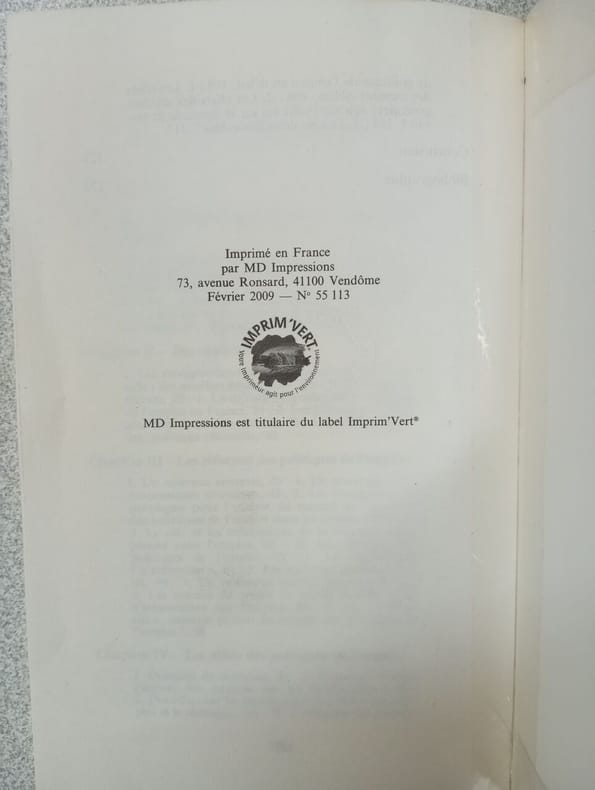 Imprimé en France
par MD Impressions
73, avenue Ronsard, 41100 Vendôme
Février 2009 — N° 55 113
IMPRIM'VERT
Votre imprimeur agit pour l'environnement
MD Impressions est titulaire du label Imprim'Vert®